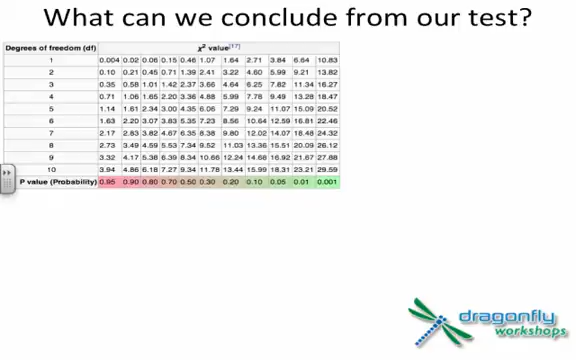 What can we conclude from our test?
Degrees of freedom (df) χ² value[17]
1 0.004 0.02 0.06 0.15 0.46 1.07 1.64 2.71 3.84 6.64 10.83
2 0.10 0.21 0.45 0.71 1.39 2.41 3.22 4.60 5.99 9.21 13.82
3 0.35 0.58 1.01 1.42 2.37 3.66 4.64 6.25 7.82 11.34 16.27
4 0.71 1.06 1.65 2.20 3.36 4.88 5.99 7.78 9.49 13.28 18.47
5 1.14 1.61 2.34 3.00 4.35 6.06 7.29 9.24 11.07 15.09 20.52
6 1.63 2.20 3.07 3.83 5.35 7.23 8.56 10.64 12.59 16.81 22.46
7 2.17 2.83 3.82 4.67 6.35 8.38 9.80 12.02 14.07 18.48 24.32
8 2.73 3.49 4.59 5.53 7.34 9.52 11.03 13.36 15.51 20.09 26.12
9 3.32 4.17 5.38 6.39 8.34 10.66 12.24 14.68 16.92 21.67 27.88
10 3.94 4.86 6.18 7.27 9.34 11.78 13.44 15.99 18.31 23.21 29.59
P value (Probability) 0.95 0.90 0.80 0.70 0.50 0.30 0.20 0.10 0.05 0.01 0.001
dragonfly
workshops